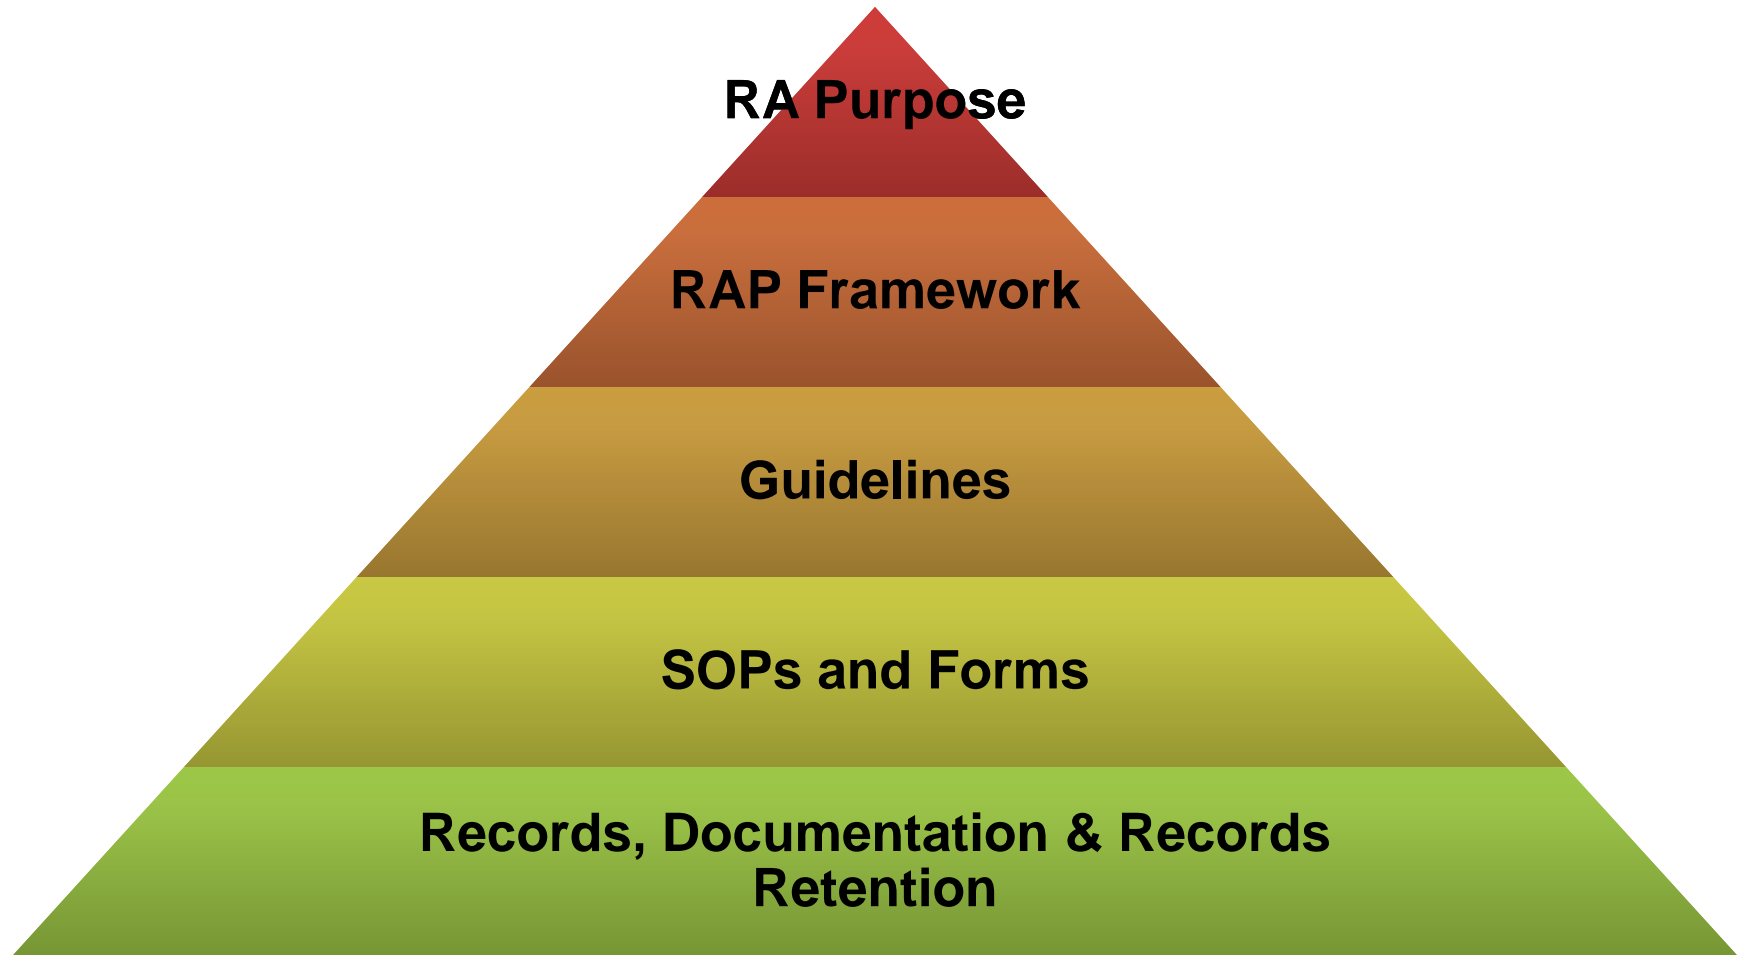 RA Purpose
RAP Framework
Guidelines
SOPs and Forms
Records, Documentation & Records
Retention